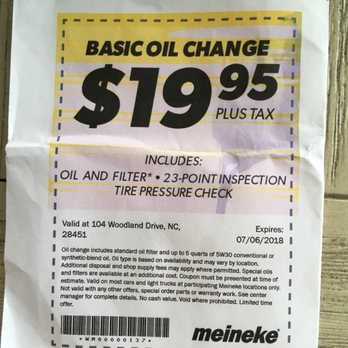 BASIC OIL CHANGE
$19 95
PLUS TAX
INCLUDES:
OIL AND FILTER* • 23-POINT INSPECTION
TIRE PRESSURE CHECK
Valid at 104 Woodland Drive, NC,
28451
Expires:
07/06/2018
Oil change includes standard oil filter and up to 5 quarts of 5W30 conventional or
synthetic-blend oil. Oil type is based on availability and may vary by location.
Additional disposal and shop supply fees may apply where permitted. Special oils
and filters are available at an additional cost. Coupon must be presented at time of
estimate. Valid on most cars and light trucks at participating Meineke locations only.
Not valid with any other offers, special order parts or warranty work. See center
manager for complete details. No cash value. Void where prohibited. Limited time
offer.
*WM00000137*
meineke